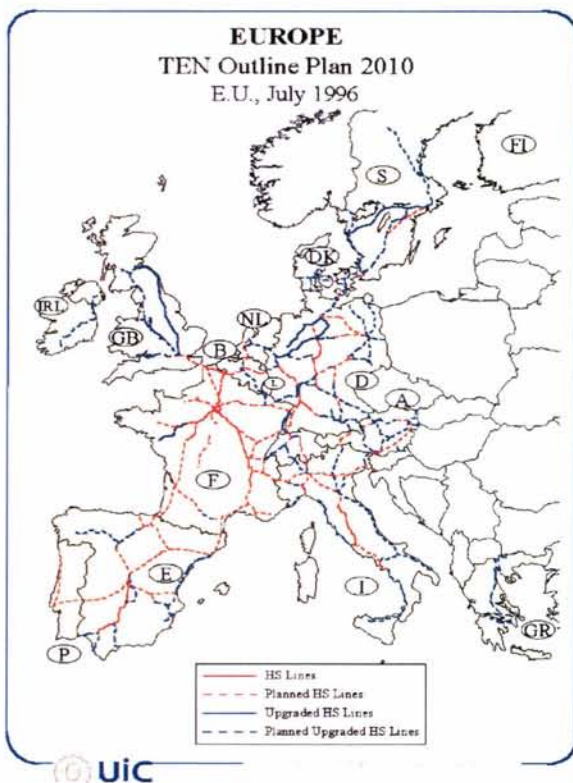 EUROPE
TEN Outline Plan 2010
E.U., July 1996
FI
S
DK
IRL
GB
NL
B
L
D
A
F
E
I
P
GR
HS Lines
Planned HS Lines
Upgraded HS Lines
Planned Upgraded HS Lines
UiC